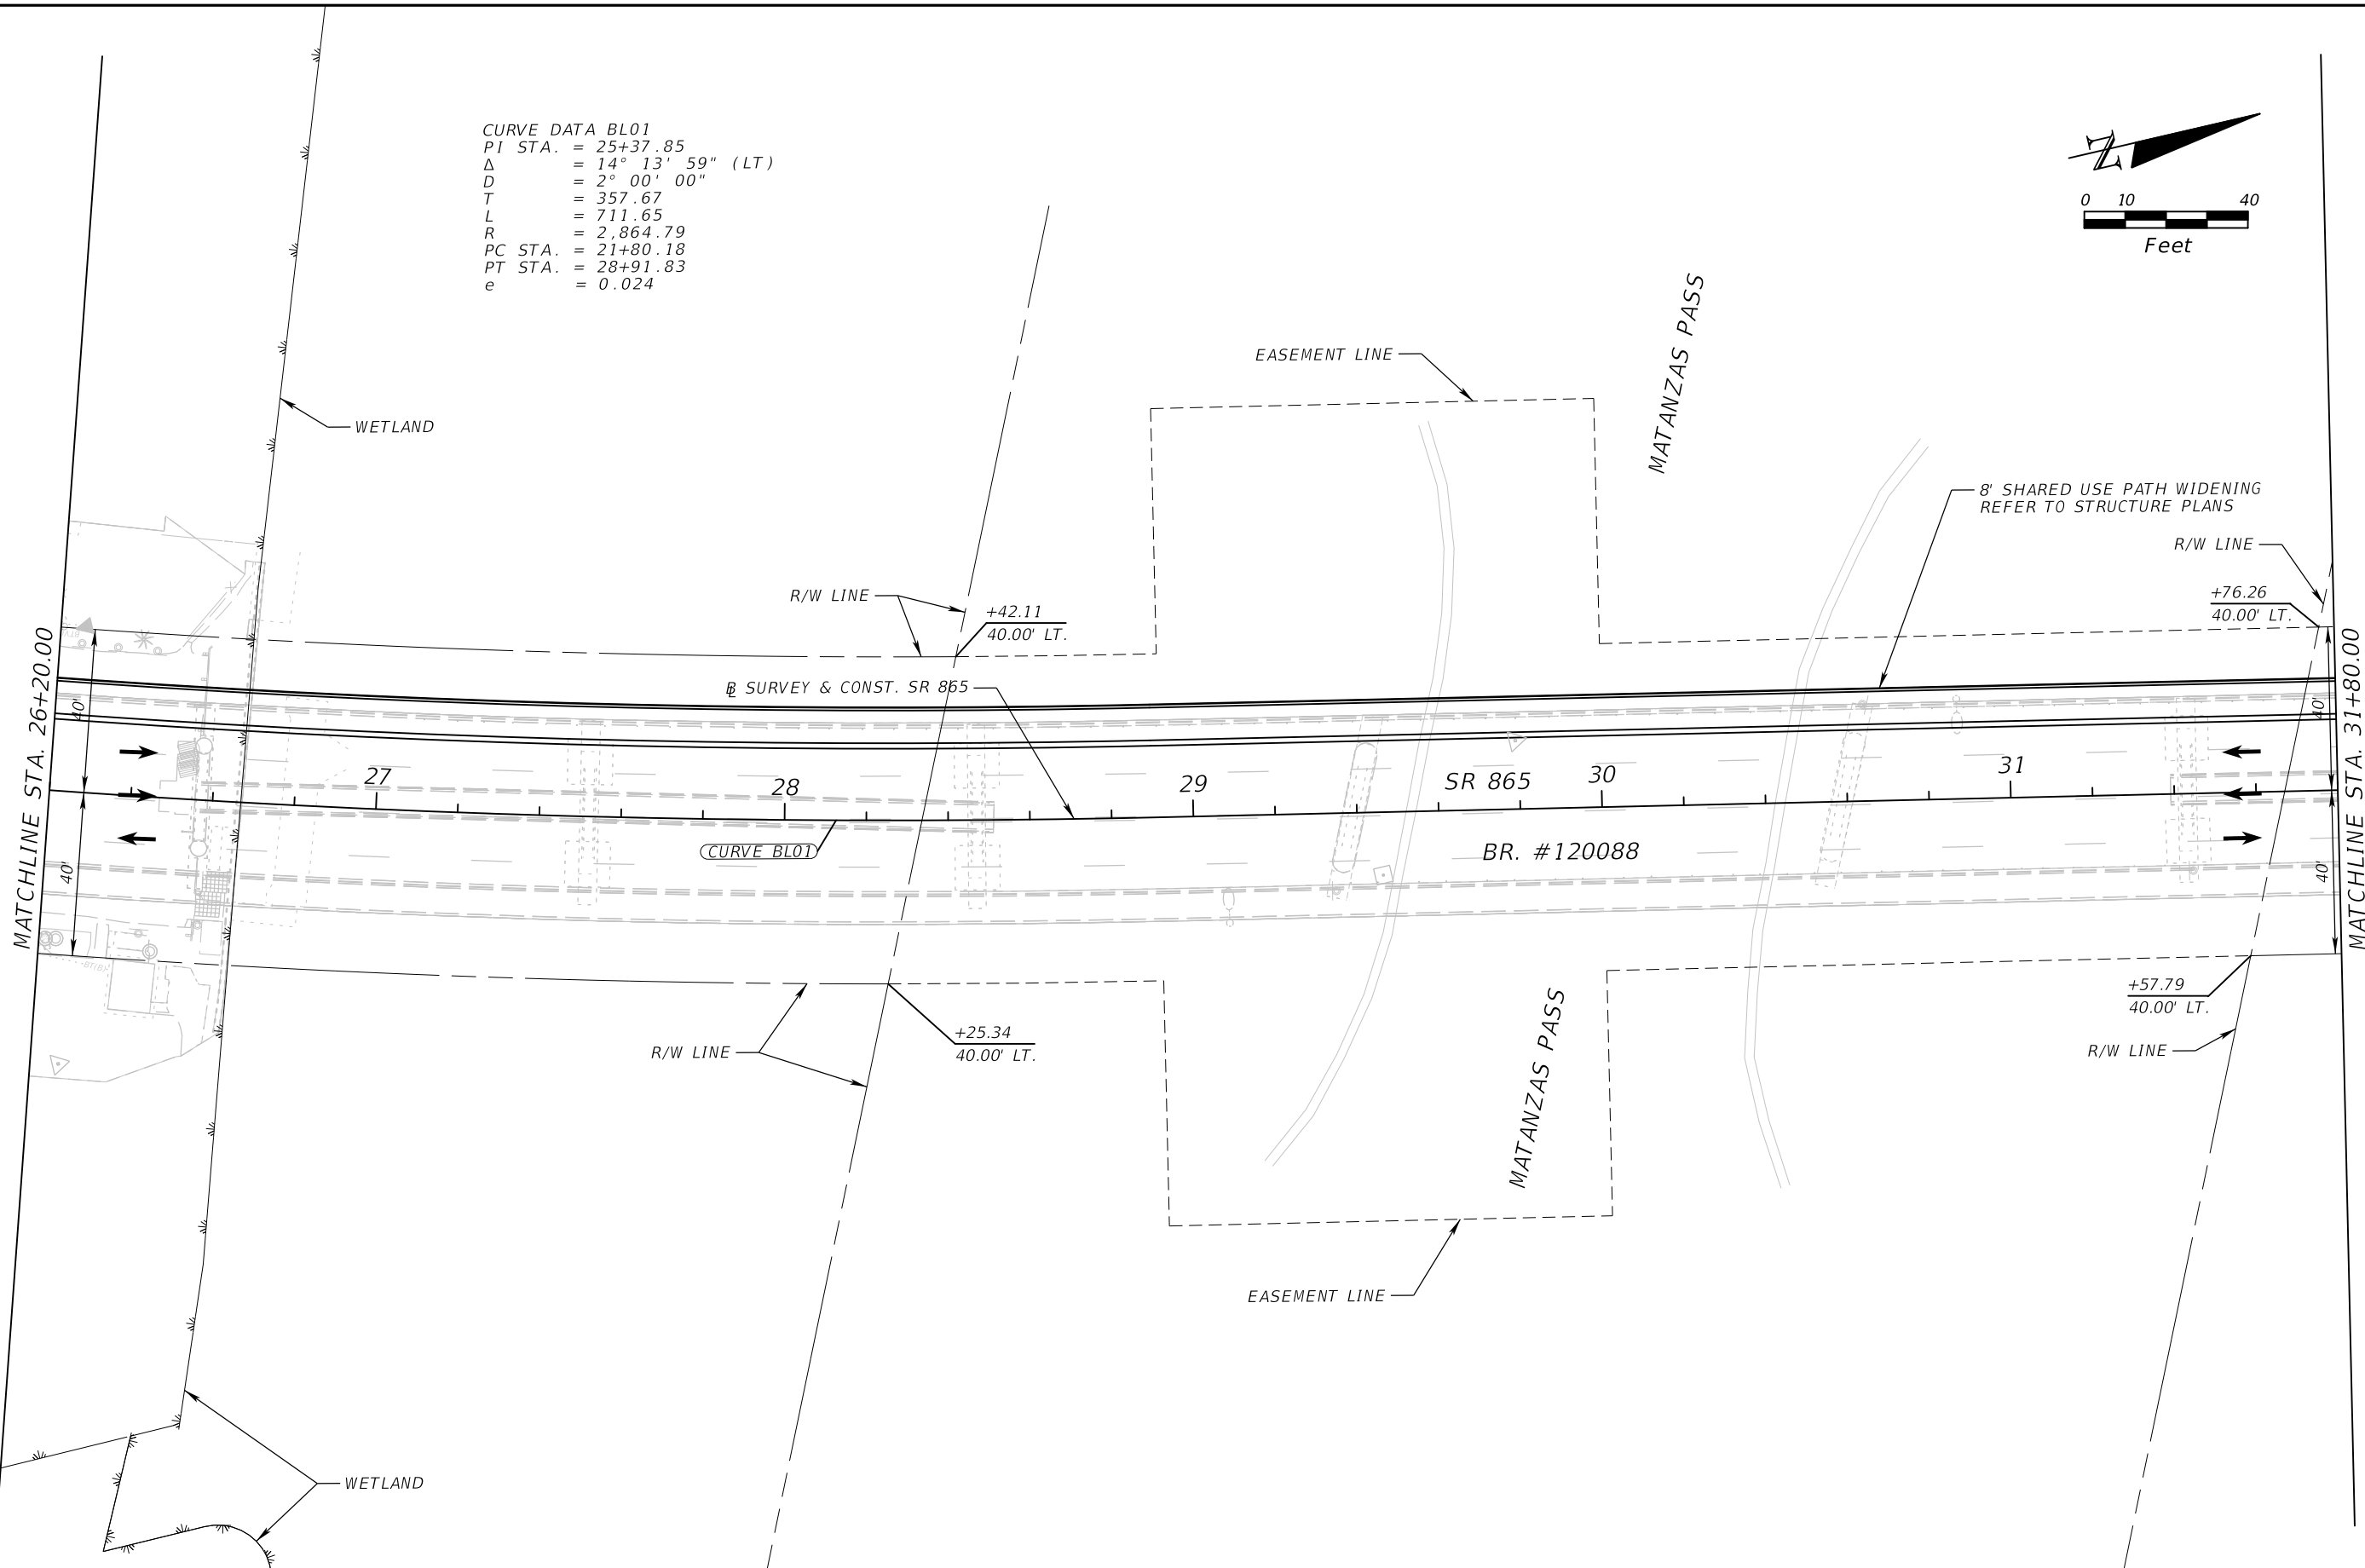 CURVE DATA BL01
PI STA. = 25+37.85
Δ = 14° 13' 59" (LT)
D = 2° 00' 00"
T = 357.67
L = 711.65
R = 2,864.79
PC STA. = 21+80.18
PT STA. = 28+91.83
e = 0.024
N
0 10 40
Feet
MATANZAS PASS
EASEMENT LINE
WETLAND
8' SHARED USE PATH WIDENING
REFER TO STRUCTURE PLANS
R/W LINE
+76.26
40.00' LT.
R/W LINE
+42.11
40.00' LT.
MATCHLINE STA. 26+20.00
MATCHLINE STA. 31+80.00
BL SURVEY & CONST. SR 865
40'
40'
27
28
29
SR 865
30
31
CURVE BL01
BR. #120088
40'
40'
+25.34
40.00' LT.
R/W LINE
MATANZAS PASS
+57.79
40.00' LT.
R/W LINE
EASEMENT LINE
WETLAND